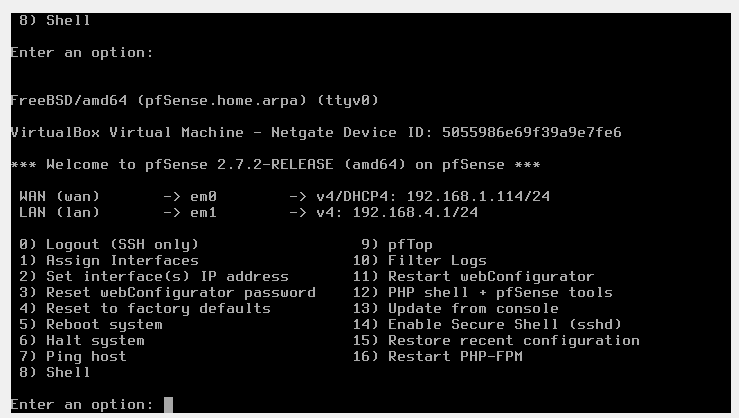 8) Shell
Enter an option:
FreeBSD/amd64 (pfSense.home.arpa) (ttyv0)
VirtualBox Virtual Machine - Netgate Device ID: 5055986e69f39a9e7fe6
*** Welcome to pfSense 2.7.2-RELEASE (amd64) on pfSense ***
WAN (wan)       -> em0        -> v4/DHCP4: 192.168.1.114/24
LAN (lan)       -> em1        -> v4: 192.168.4.1/24
0) Logout (SSH only)                  9) pfTop
1) Assign Interfaces                 10) Filter Logs
2) Set interface(s) IP address       11) Restart webConfigurator
3) Reset webConfigurator password    12) PHP shell + pfSense tools
4) Reset to factory defaults         13) Update from console
5) Reboot system                     14) Enable Secure Shell (sshd)
6) Halt system                       15) Restore recent configuration
7) Ping host                         16) Restart PHP-FPM
8) Shell
Enter an option: